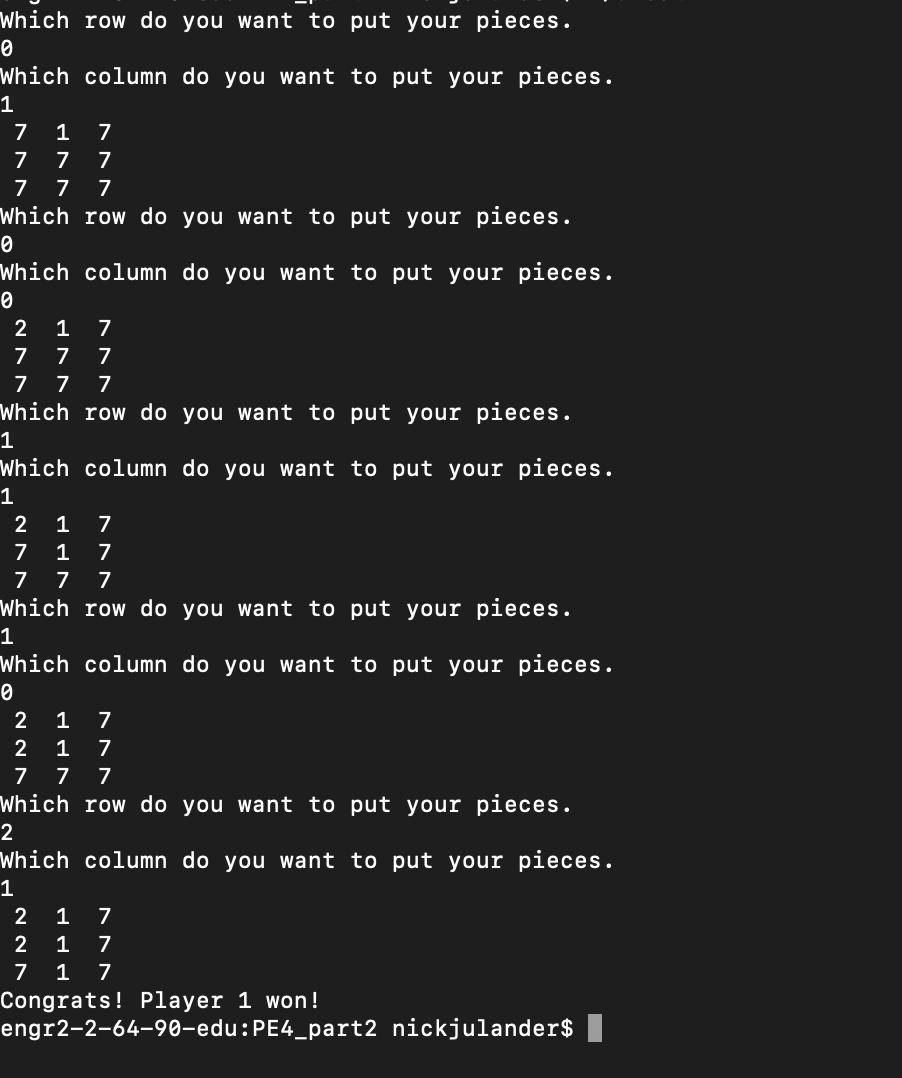 Which row do you want to put your pieces.
0
Which column do you want to put your pieces.
1
7 1 7
7 7 7
7 7 7
Which row do you want to put your pieces.
0
Which column do you want to put your pieces.
0
2 1 7
7 7 7
7 7 7
Which row do you want to put your pieces.
1
Which column do you want to put your pieces.
1
2 1 7
7 1 7
7 7 7
Which row do you want to put your pieces.
1
Which column do you want to put your pieces.
0
2 1 7
2 1 7
7 7 7
Which row do you want to put your pieces.
2
Which column do you want to put your pieces.
1
2 1 7
2 1 7
7 1 7
Congrats! Player 1 won!
engr2-2-64-90-edu:PE4_part2 nickjulander$